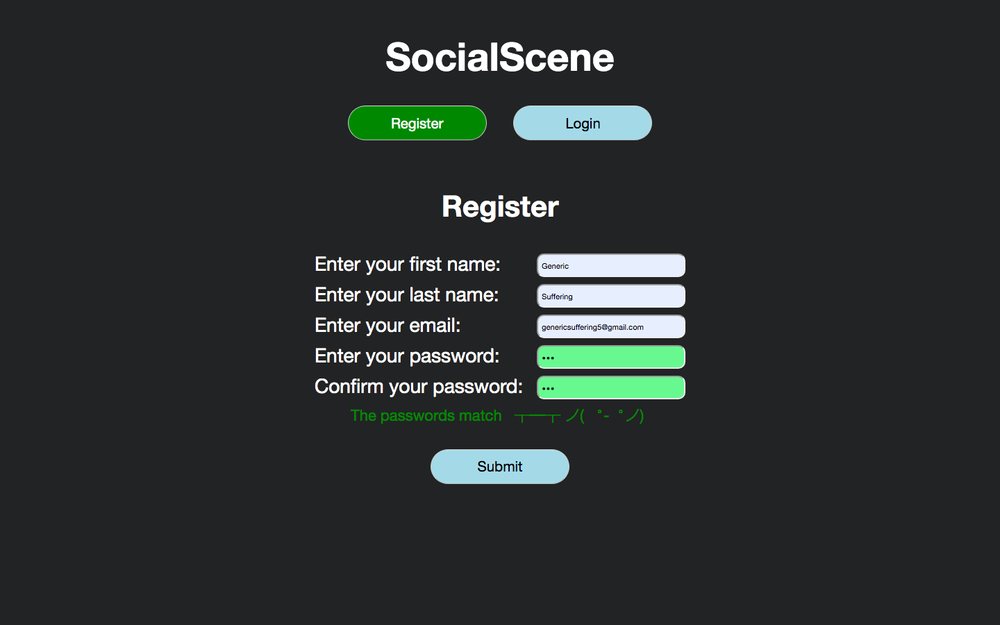 SocialScene
Register Login
Register
Enter your first name: Generic
Enter your last name: Suffering
Enter your email: genericsuffering5@gmail.com
Enter your password: •••
Confirm your password: •••
The passwords match ┬──┬ ノ( ゜-゜ノ)
Submit